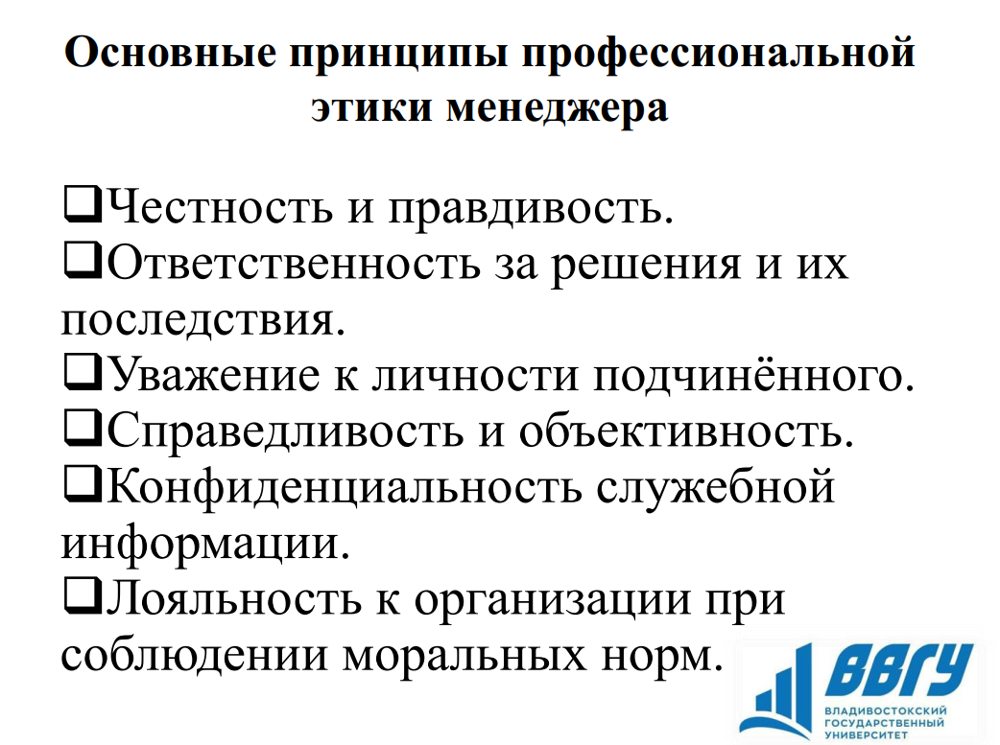 Основные принципы профессиональной
этики менеджера
❑Честность и правдивость.
❑Ответственность за решения и их
последствия.
❑Уважение к личности подчинённого.
❑Справедливость и объективность.
❑Конфиденциальность служебной
информации.
❑Лояльность к организации при
соблюдении моральных норм.
ВВГУ
ВЛАДИВОСТОКСКИЙ
ГОСУДАРСТВЕННЫЙ
УНИВЕРСИТЕТ